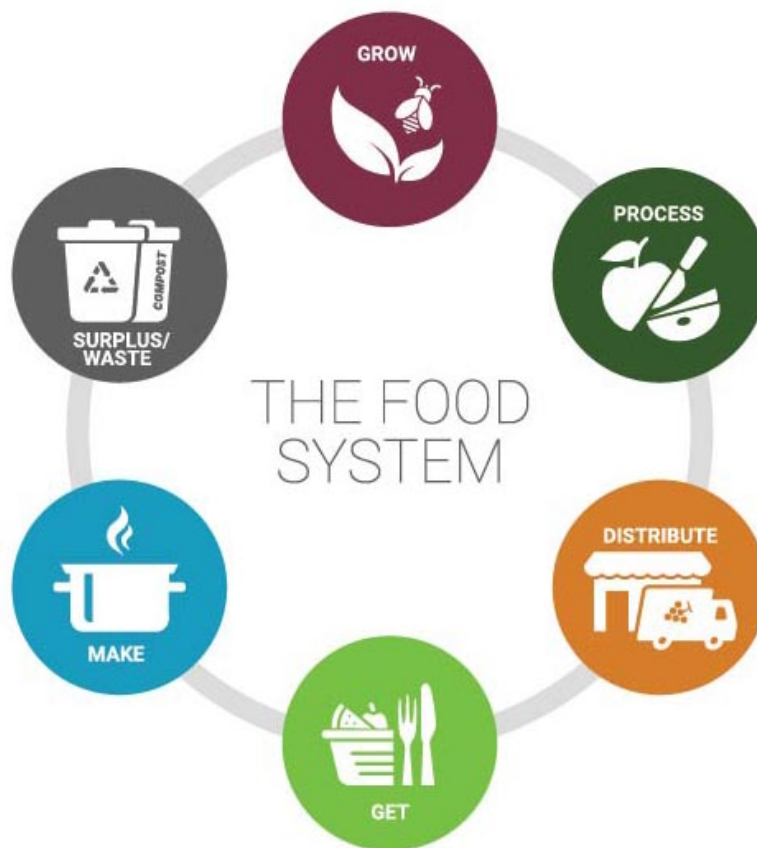 GROW
PROCESS
DISTRIBUTE
GET
MAKE
COMPOST
SURPLUS/
WASTE
THE FOOD
SYSTEM